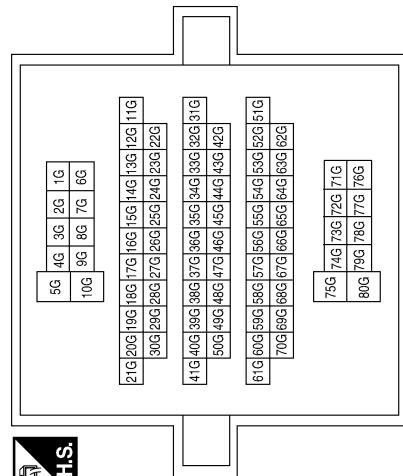 H.S.
5G 4G 3G 2G 1G
10G 9G 8G 7G 6G
21G 20G 19G 18G 17G 16G 15G 14G 13G 12G 11G
30G 29G 28G 27G 26G 25G 24G 23G 22G
41G 40G 39G 38G 37G 36G 35G 34G 33G 32G 31G
50G 49G 48G 47G 46G 45G 44G 43G 42G
61G 60G 59G 58G 57G 56G 55G 54G 53G 52G 51G
70G 69G 68G 67G 66G 65G 64G 63G 62G
75G 74G 73G 72G 71G
80G 79G 78G 77G 76G